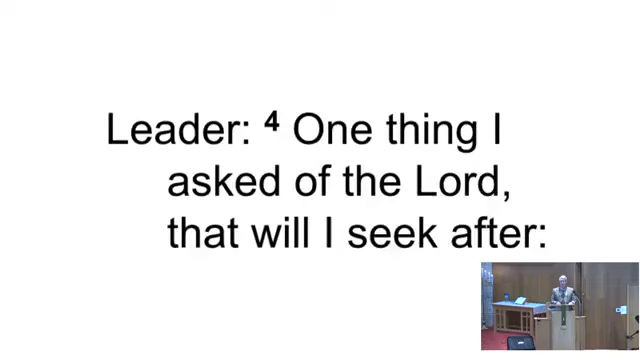 Leader: ⁴ One thing I
asked of the Lord,
that will I seek after: